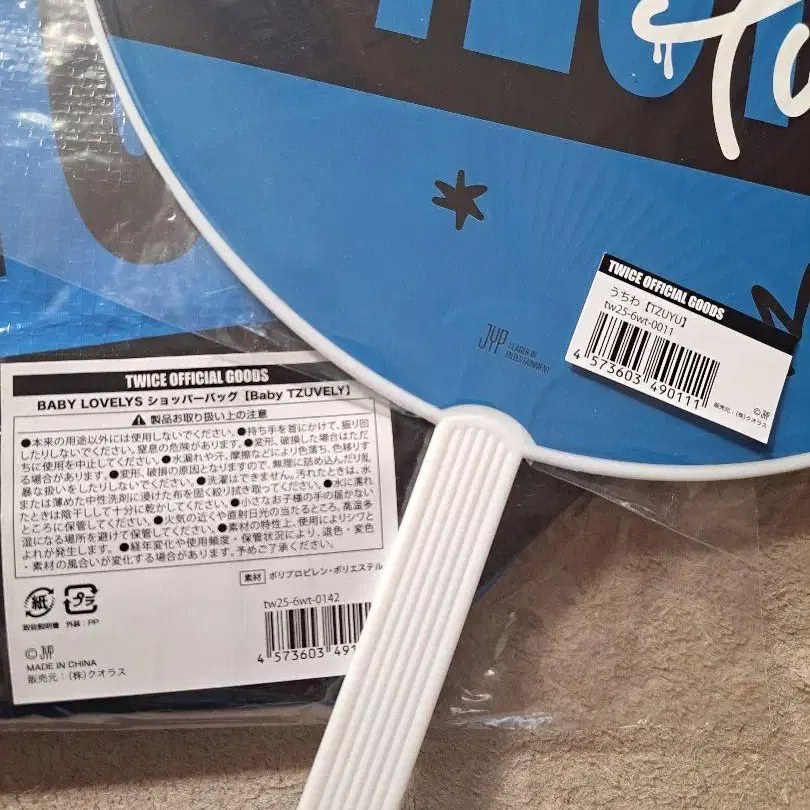 TWICE OFFICIAL GOODS
うちわ【TZUYU】
tw25-6wt-0011
4 573603 490111
©JYP
販売元:(株)クオラス
JYP LEADER IN
ENTERTAINMENT
TWICE OFFICIAL GOODS
BABY LOVELYS ショッパーバッグ【Baby TZUVELY】
製品お取り扱い上の注意
●本来の用途以外には使用しないでください。●持ち手を首にかけて、振り回
したりしないでください。窒息の危険があります。●変形、破損した場合はただ
ちに使用を中止してください。●水濡れや汗、摩擦などにより色落ち、色移りす
る場合があります。●変形、破損の原因となりますので、無理に詰め込んだり乱
暴な扱いをしたりしないでください。●洗濯はできません。汚れたときは、水
または薄めた中性洗剤に浸けた布を固く絞り拭き取ってください。●水に濡れ
たときは陰干しして十分に乾かしてください。●小さなお子様の手の届かない
ところに保管してください。●火気の近くや直射日光の当たるところ、高温多
湿になる場所を避けて保管してください。●素材の特性上、使用によりシワと
よれが発生します。●経年変化や使用頻度・保管状況により、退色・変色
・素材の風合いが変化する場合があります。予めご了承ください。
素材 ポリプロピレン・ポリエステル
紙 プラ
取扱説明書 外装:PP
tw25-6wt-0142
4 573603 491
©JYP
MADE IN CHINA
販売元:(株)クオラス